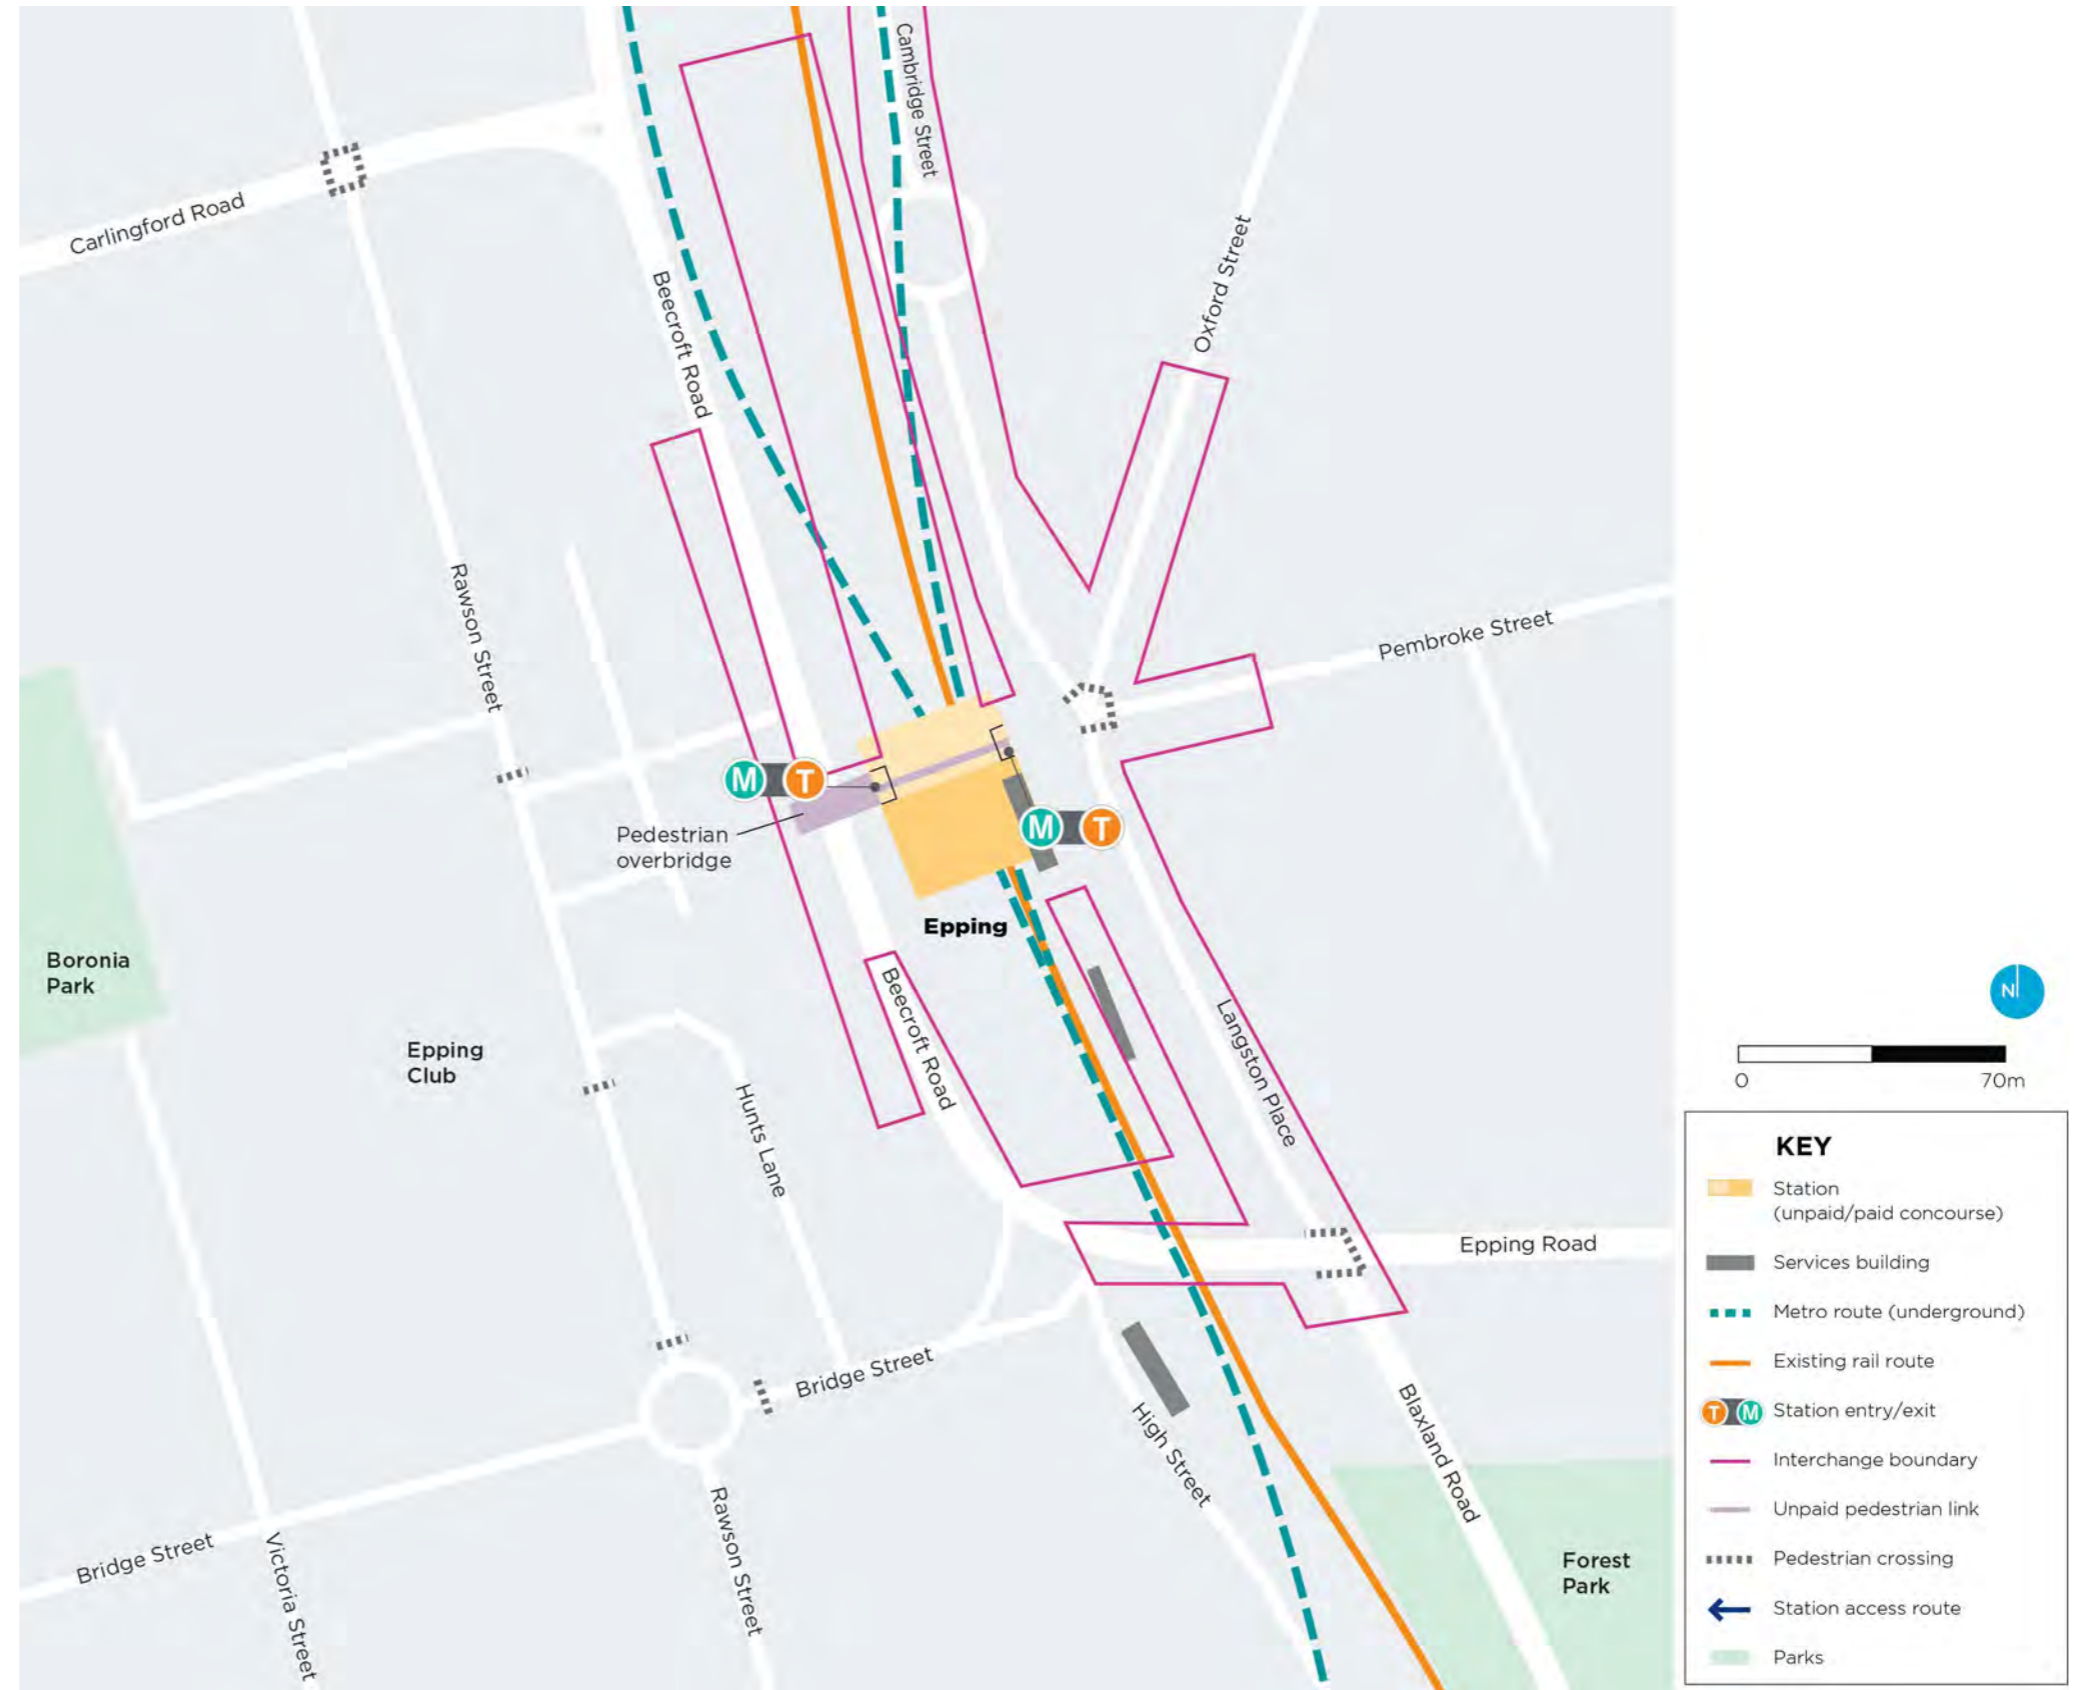 Cambridge Street
Carlingford Road
Oxford Street
Beecroft Road
Rawson Street
Pembroke Street
M T
Pedestrian
overbridge
M T
Epping
Boronia
Park
Epping
Club
Beecroft Road
Langston Place
Hunts Lane
Epping Road
Bridge Street
High Street
Blaxland Road
Rawson Street
Bridge Street
Victoria Street
Forest
Park
N
0 70m
KEY
Station
(unpaid/paid concourse)
Services building
Metro route (underground)
Existing rail route
T M Station entry/exit
Interchange boundary
Unpaid pedestrian link
Pedestrian crossing
Station access route
Parks